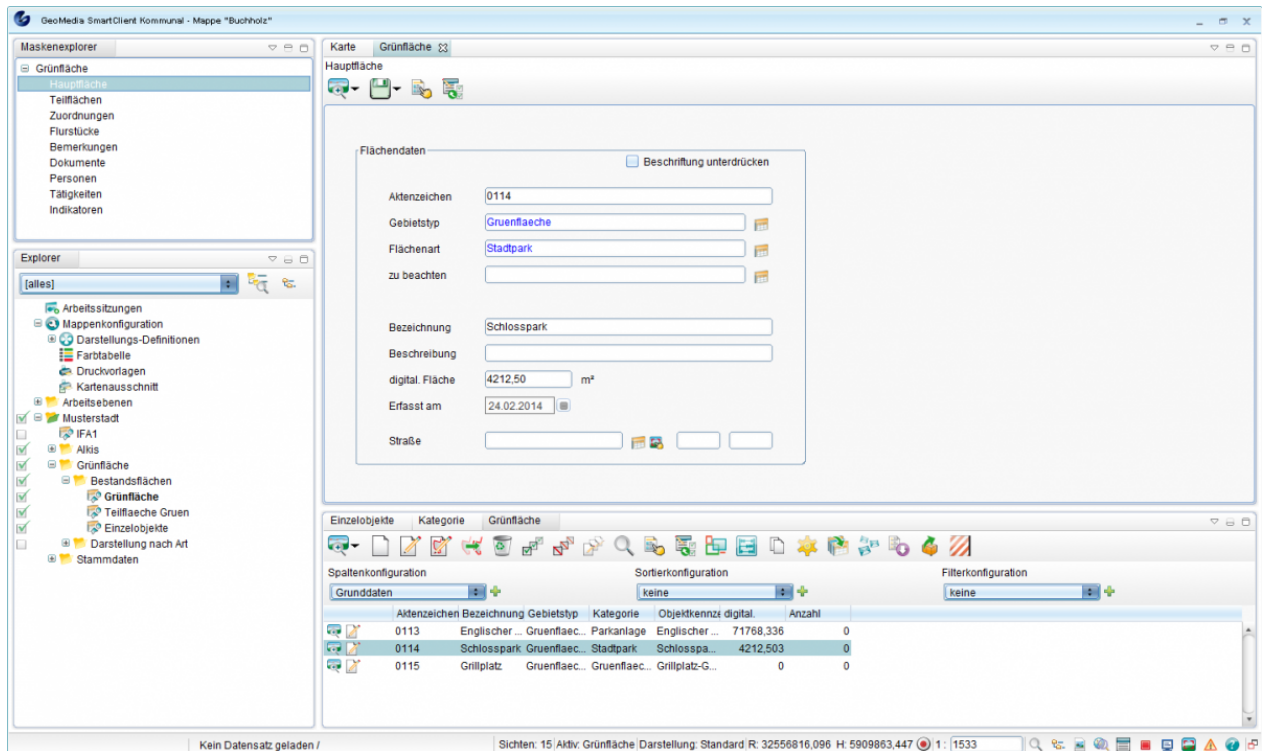 GeoMedia SmartClient Kommunal - Mappe "Buchholz"
Maskenexplorer
Grünfläche
Hauptfläche
Teilflächen
Zuordnungen
Flurstücke
Bemerkungen
Dokumente
Personen
Tätigkeiten
Indikatoren
Explorer
[alles]
Arbeitssitzungen
Mappenkonfiguration
Darstellungs-Definitionen
Farbtabelle
Druckvorlagen
Kartenausschnitt
Arbeitsebenen
Musterstadt
IFA1
Alkis
Grünfläche
Bestandsflächen
Grünfläche
Teilflaeche Gruen
Einzelobjekte
Darstellung nach Art
Stammdaten
Karte Grünfläche
Hauptfläche
Flächendaten
Beschriftung unterdrücken
Aktenzeichen 0114
Gebietstyp Gruenflaeche
Flächenart Stadtpark
zu beachten
Bezeichnung Schlosspark
Beschreibung
digital. Fläche 4212,50 m²
Erfasst am 24.02.2014
Straße
Einzelobjekte Kategorie Grünfläche
Spaltenkonfiguration Sortierkonfiguration Filterkonfiguration
Grunddaten keine keine
Aktenzeichen Bezeichnung Gebietstyp Kategorie Objektkennze digital. Anzahl
0113 Englischer ... Gruenflaec... Parkanlage Englischer ... 71768,336 0
0114 Schlosspark Gruenflaec... Stadtpark Schlosspa... 4212,503 0
0115 Grillplatz Gruenflaec... Gruenflaec... Grillplatz-G... 0 0
Kein Datensatz geladen / Sichten: 15 Aktiv: Grünfläche Darstellung: Standard R: 32556816,096 H: 5909863,447 1 : 1533